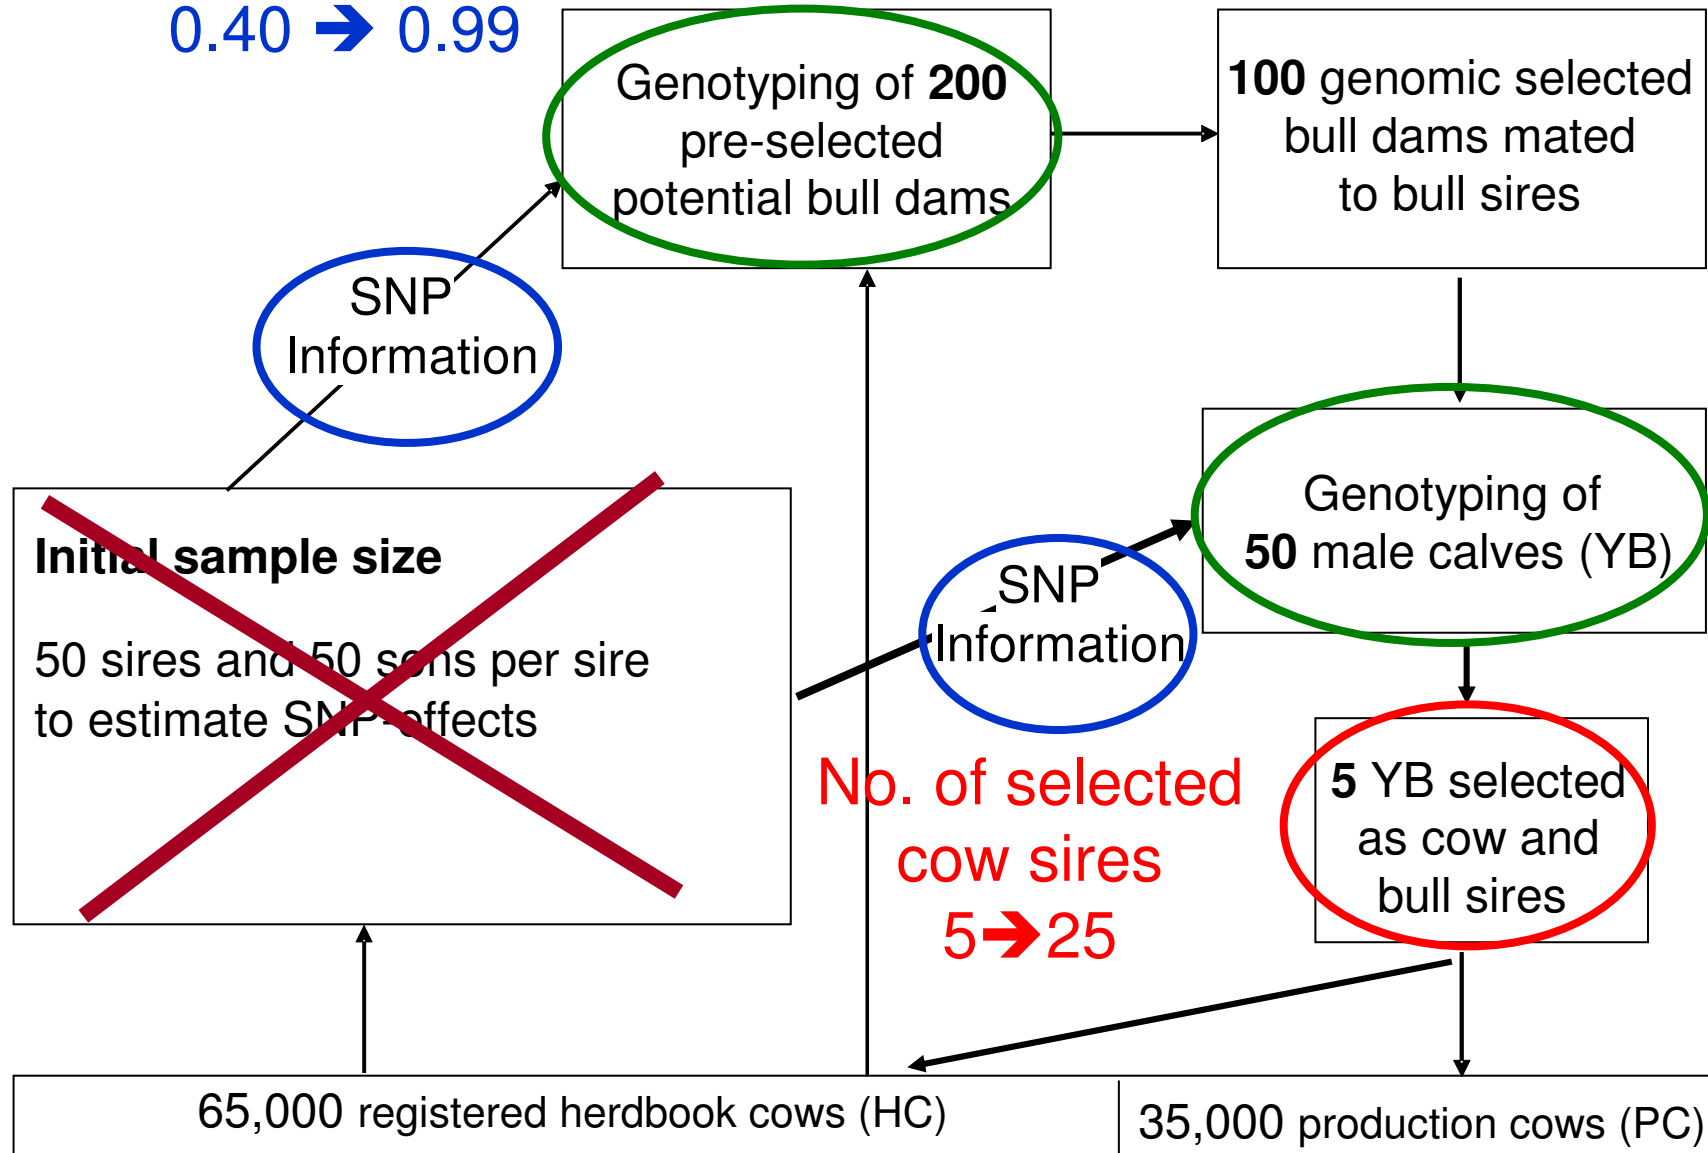 0.40 ➔ 0.99
Genotyping of 200
pre-selected
potential bull dams
100 genomic selected
bull dams mated
to bull sires
SNP
Information
Initial sample size
50 sires and 50 sons per sire
to estimate SNP-effects
SNP
Information
Genotyping of
50 male calves (YB)
No. of selected
cow sires
5➔25
5 YB selected
as cow and
bull sires
65,000 registered herdbook cows (HC)
35,000 production cows (PC)